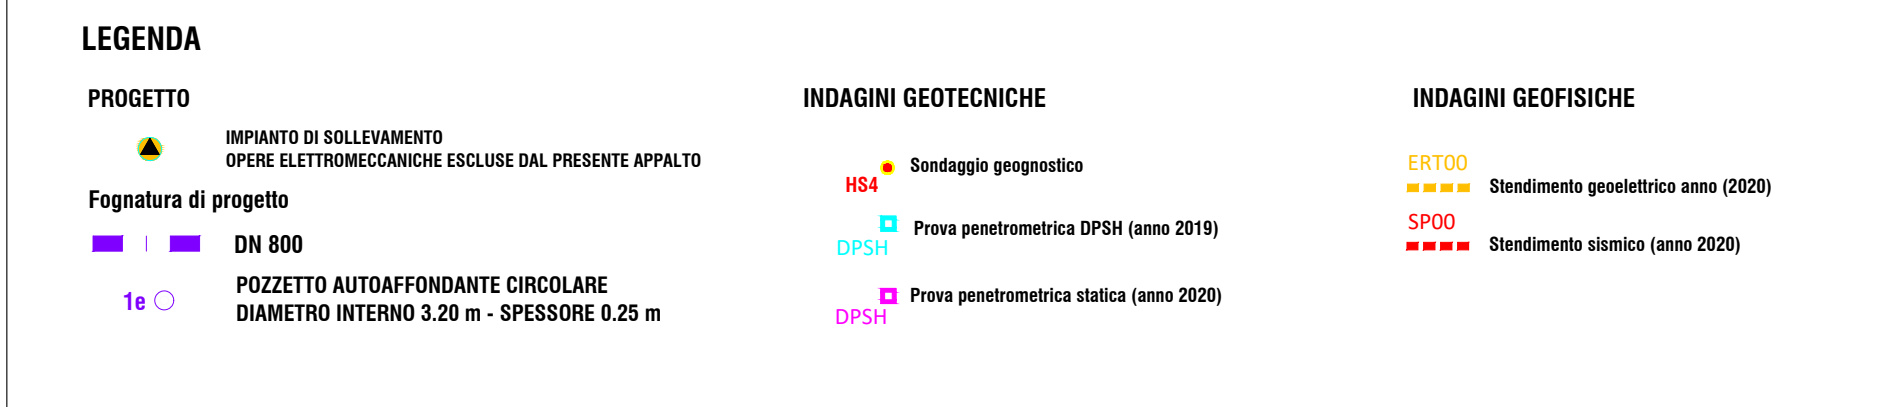 LEGENDA
PROGETTO
IMPIANTO DI SOLLEVAMENTO
OPERE ELETTROMECCANICHE ESCLUSE DAL PRESENTE APPALTO
Fognatura di progetto
DN 800
1e
POZZETTO AUTOAFFONDANTE CIRCOLARE
DIAMETRO INTERNO 3.20 m - SPESSORE 0.25 m
INDAGINI GEOTECNICHE
Sondaggio geognostico
HS4
Prova penetrometrica DPSH (anno 2019)
DPSH
Prova penetrometrica statica (anno 2020)
DPSH
INDAGINI GEOFISICHE
ERT00
Stendimento geoelettrico anno (2020)
SP00
Stendimento sismico (anno 2020)